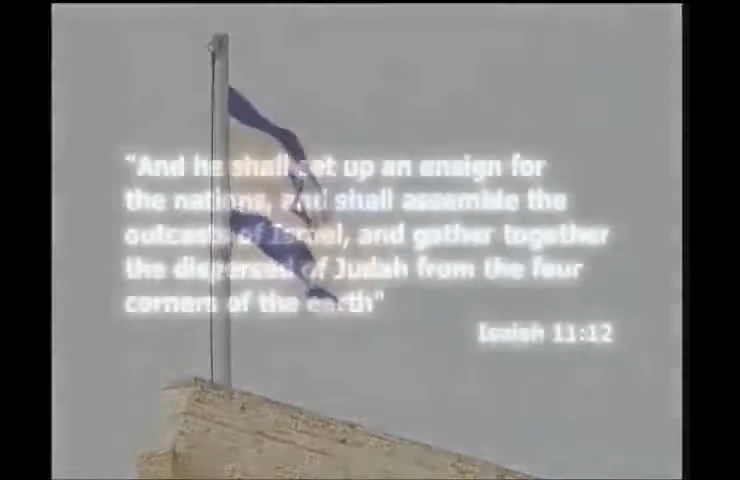 "And he shall set up an ensign for
the nations, and shall assemble the
outcasts of Israel, and gather together
the dispersed of Judah from the four
corners of the earth"
Isaiah 11:12